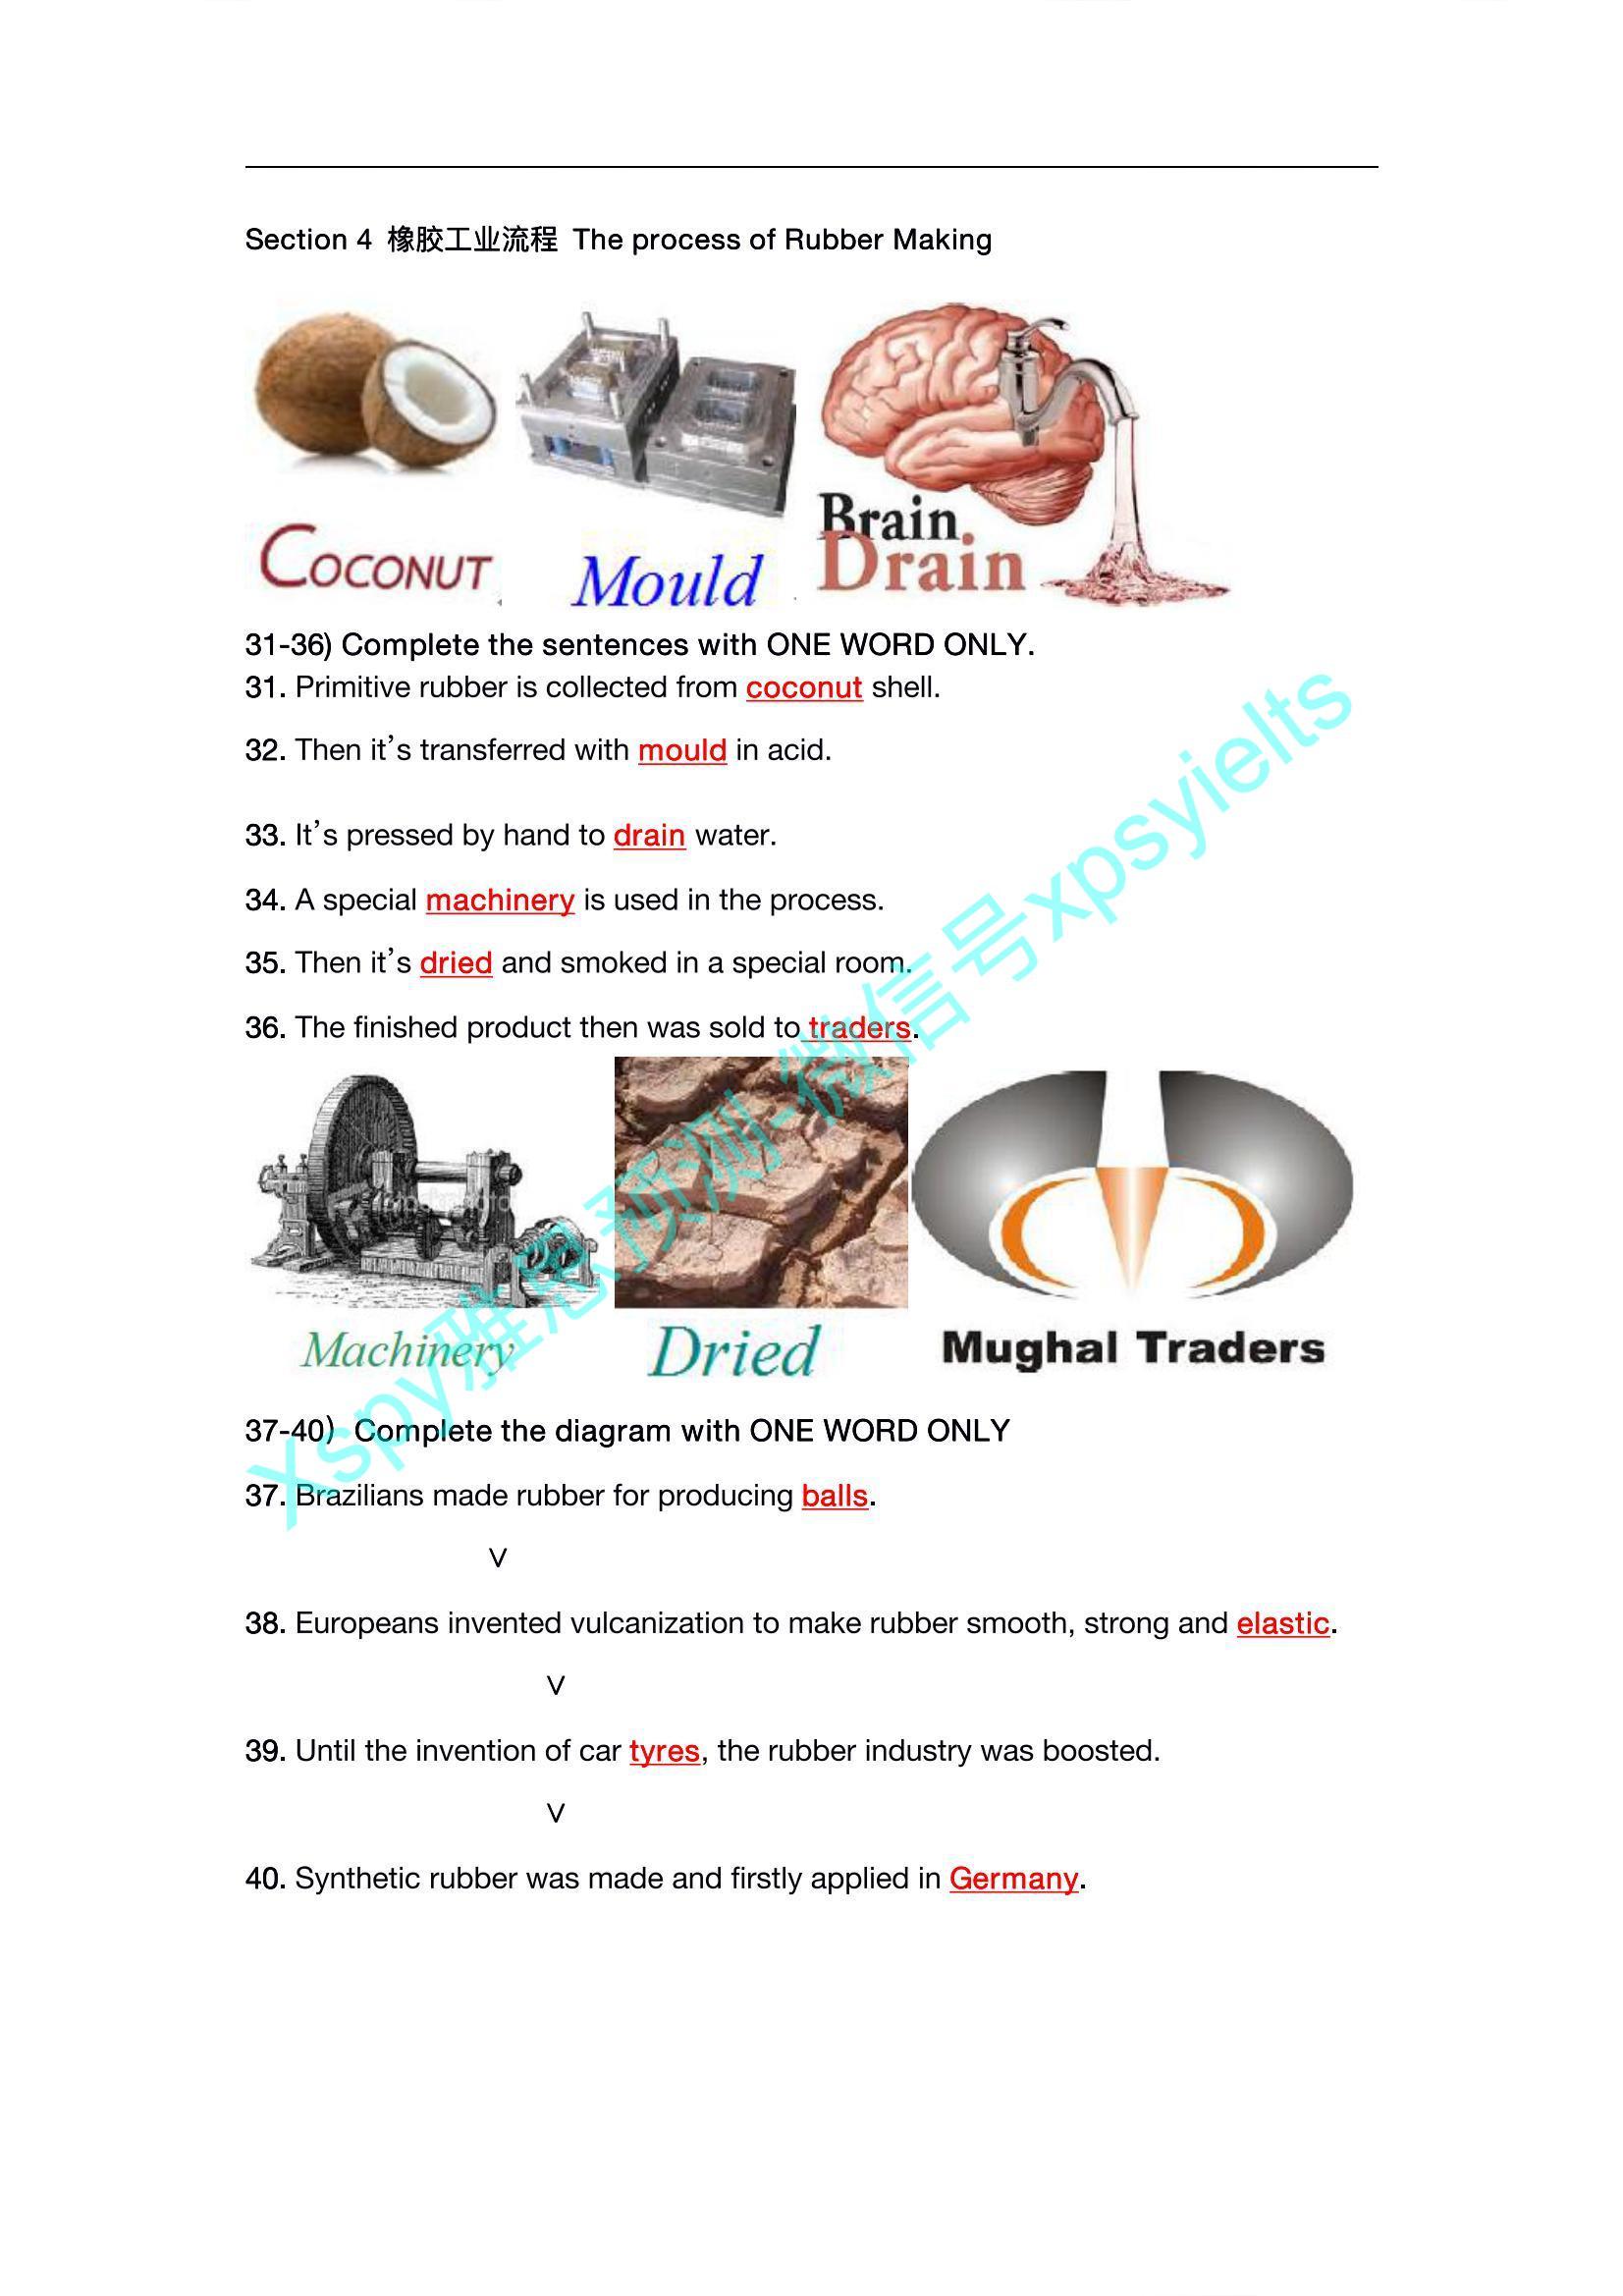 Section 4 橡胶工业流程 The process of Rubber Making
COCONUT
Mould
Brain
Drain
31-36) Complete the sentences with ONE WORD ONLY.
31. Primitive rubber is collected from coconut shell.
32. Then it’s transferred with mould in acid.
33. It’s pressed by hand to drain water.
34. A special machinery is used in the process.
35. Then it’s dried and smoked in a special room.
36. The finished product then was sold to traders.
Machinery
Dried
Mughal Traders
37-40) Complete the diagram with ONE WORD ONLY
37. Brazilians made rubber for producing balls.
V
38. Europeans invented vulcanization to make rubber smooth, strong and elastic.
V
39. Until the invention of car tyres, the rubber industry was boosted.
V
40. Synthetic rubber was made and firstly applied in Germany.
Xspy雅思预测-微信号xpsyielts